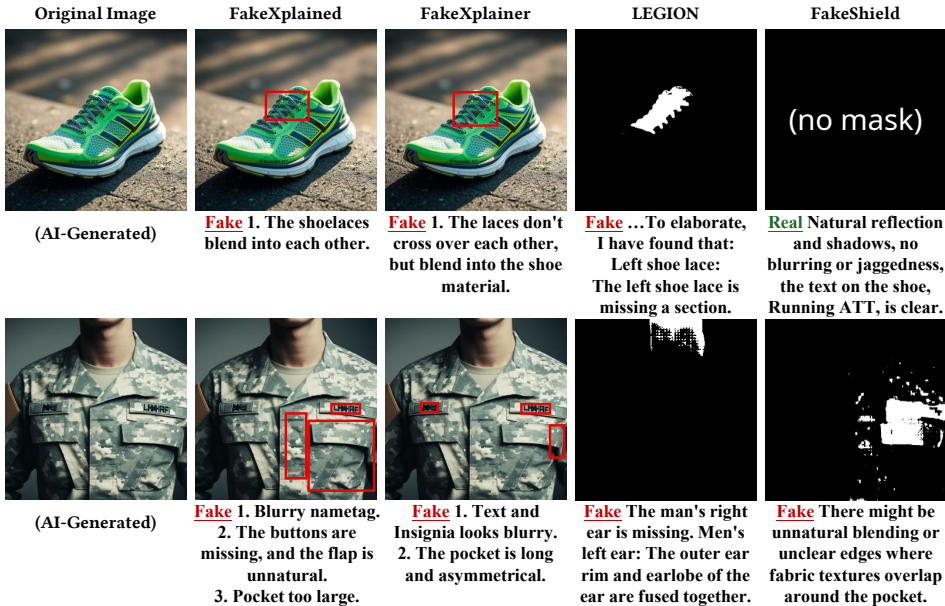 Original Image
FakeXplained
FakeXplainer
LEGION
FakeShield
(no mask)
(AI-Generated)
Fake 1. The shoelaces
blend into each other.
Fake 1. The laces don't
cross over each other,
but blend into the shoe
material.
Fake …To elaborate,
I have found that:
Left shoe lace:
The left shoe lace is
missing a section.
Real Natural reflection
and shadows, no
blurring or jaggedness,
the text on the shoe,
Running ATT, is clear.
(AI-Generated)
Fake 1. Blurry nametag.
2. The buttons are
missing, and the flap is
unnatural.
3. Pocket too large.
Fake 1. Text and
Insignia looks blurry.
2. The pocket is long
and asymmetrical.
Fake The man's right
ear is missing. Men's
left ear: The outer ear
rim and earlobe of the
ear are fused together.
Fake There might be
unnatural blending or
unclear edges where
fabric textures overlap
around the pocket.